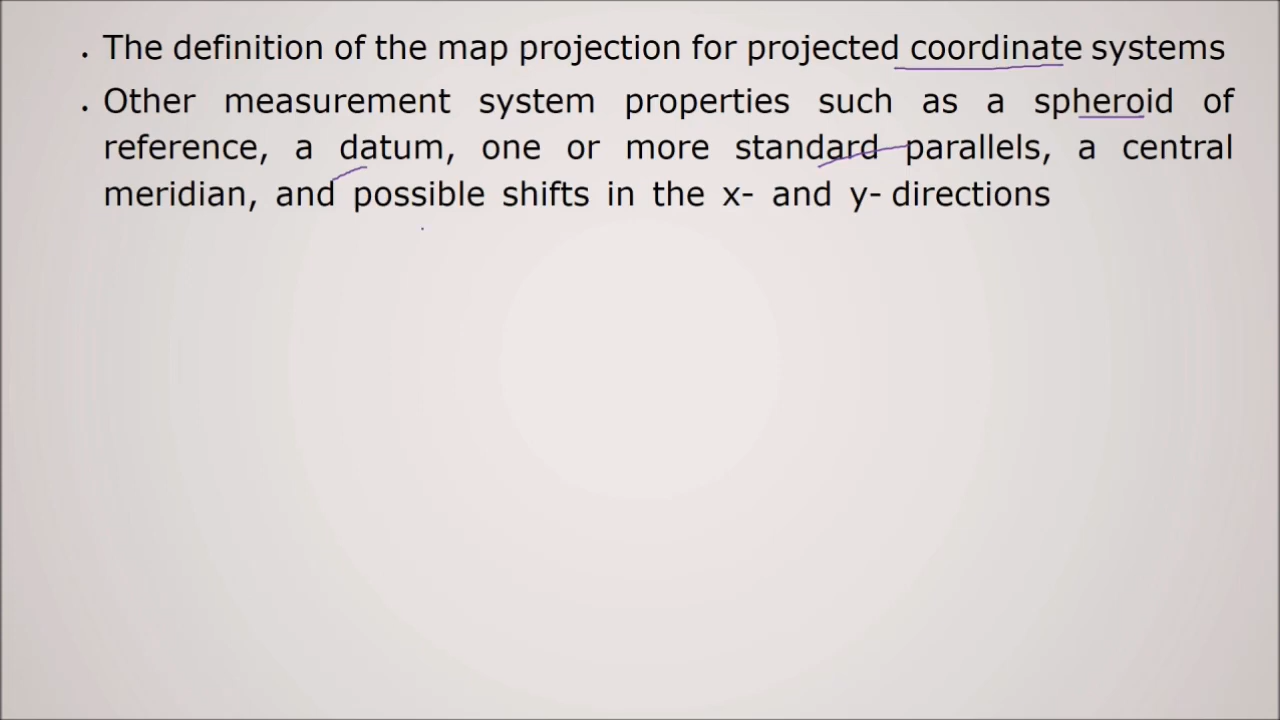 . The definition of the map projection for projected coordinate systems
. Other measurement system properties such as a spheroid of
reference, a datum, one or more standard parallels, a central
meridian, and possible shifts in the x- and y- directions